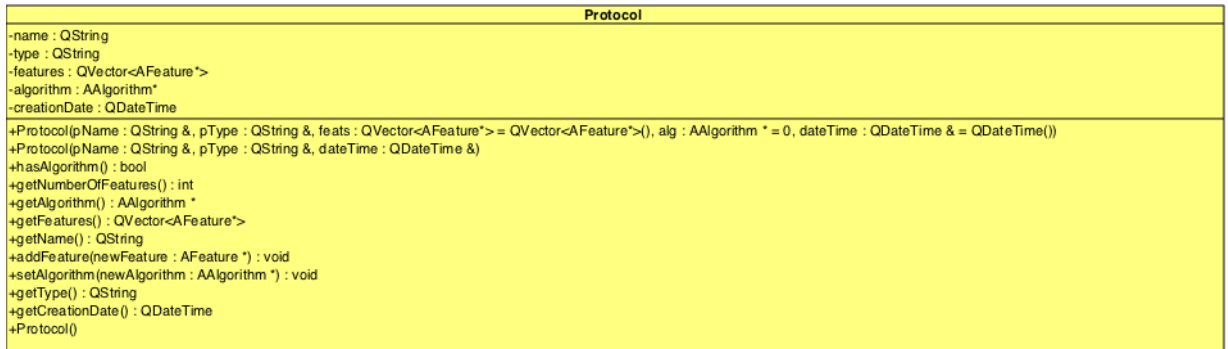 Protocol
-name : QString
-type : QString
-features : QVector<AFeature*>
-algorithm : AAlgorithm*
-creationDate : QDateTime
+Protocol(pName : QString &, pType : QString &, feats : QVector<AFeature*> = QVector<AFeature*>(), alg : AAlgorithm * = 0, dateTime : QDateTime & = QDateTime())
+Protocol(pName : QString &, pType : QString &, dateTime : QDateTime &)
+hasAlgorithm() : bool
+getNumberOfFeatures() : int
+getAlgorithm() : AAlgorithm *
+getFeatures() : QVector<AFeature*>
+getName() : QString
+addFeature(newFeature : AFeature *) : void
+setAlgorithm(newAlgorithm : AAlgorithm *) : void
+getType() : QString
+getCreationDate() : QDateTime
+Protocol()